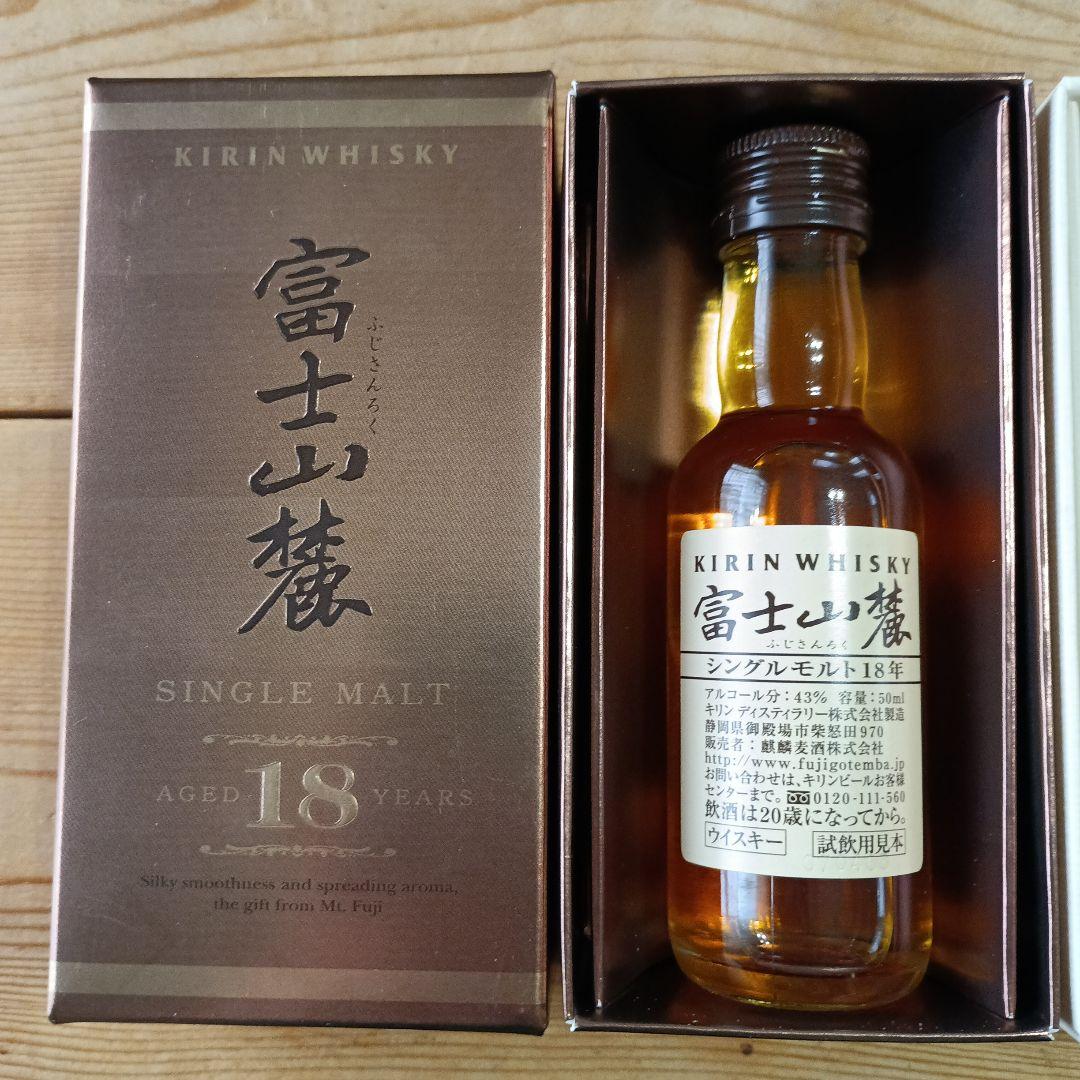 KIRIN WHISKY
富士山麓
ふじさんろく
SINGLE MALT
AGED 18 YEARS
Silky smoothness and spreading aroma,
the gift from Mt. Fuji
KIRIN WHISKY
富士山麓
ふじさんろく
シングルモルト18年
アルコール分:43% 容量:50ml
キリンディスティラリー株式会社製造
静岡県御殿場市柴怒田970
販売者:麒麟麦酒株式会社
http://www.fujigotemba.jp
お問い合わせは、キリンビールお客様
センターまで。0120-111-560
飲酒は20歳になってから。
ウイスキー 試飲用見本